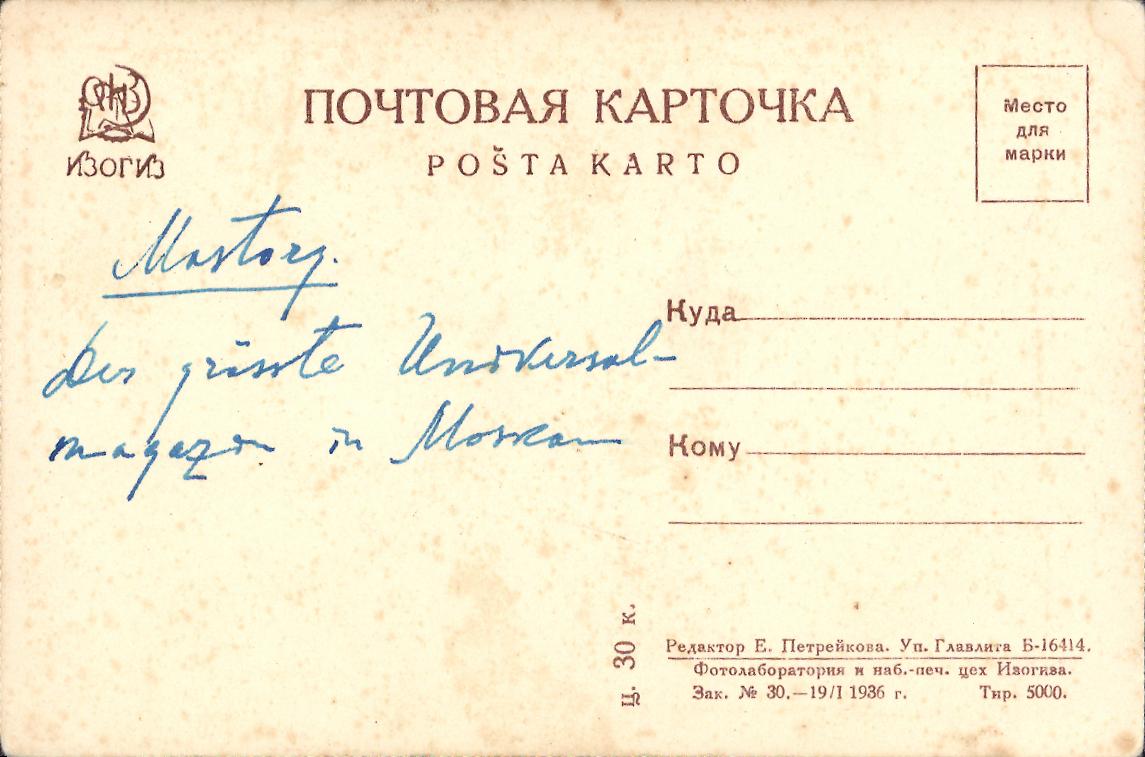 ИЗОГИЗ
ПОЧТОВАЯ КАРТОЧКА
POŠTA KARTO
Место
для
марки
Mostorg.
Der grösste Universal-
magazin in Moskau
Куда
Кому
Ц. 30 к.
Редактор Е. Петрейкова. Уп. Главлита Б-16414.
Фотолаборатория и наб.-печ. цех Изогиза.
Зак. № 30.—19/I 1936 г. Тир. 5000.